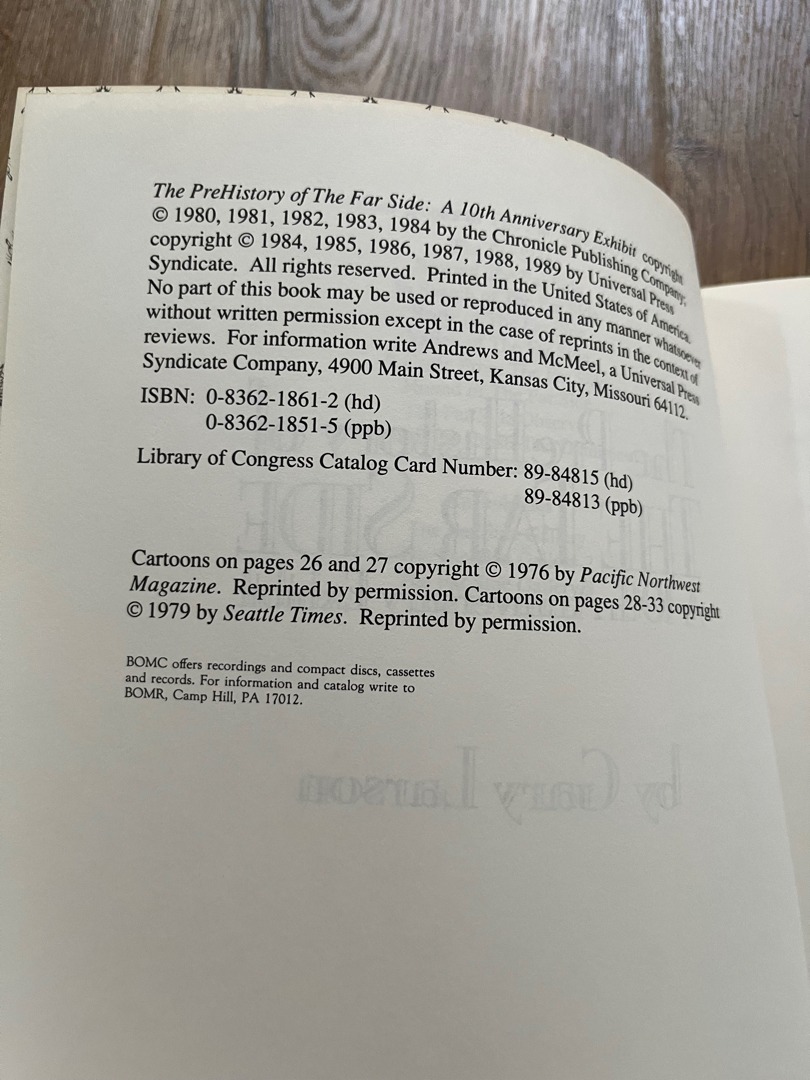 The PreHistory of The Far Side: A 10th Anniversary Exhibit copyright
© 1980, 1981, 1982, 1983, 1984 by the Chronicle Publishing Company;
copyright © 1984, 1985, 1986, 1987, 1988, 1989 by Universal Press
Syndicate. All rights reserved. Printed in the United States of America.
No part of this book may be used or reproduced in any manner whatsoever
without written permission except in the case of reprints in the context of
reviews. For information write Andrews and McMeel, a Universal Press
Syndicate Company, 4900 Main Street, Kansas City, Missouri 64112.
ISBN: 0-8362-1861-2 (hd)
0-8362-1851-5 (ppb)
Library of Congress Catalog Card Number: 89-84815 (hd)
89-84813 (ppb)
Cartoons on pages 26 and 27 copyright © 1976 by Pacific Northwest
Magazine. Reprinted by permission. Cartoons on pages 28-33 copyright
© 1979 by Seattle Times. Reprinted by permission.
BOMC offers recordings and compact discs, cassettes
and records. For information and catalog write to
BOMR, Camp Hill, PA 17012.
The PreHist
THE FAR SIDE
by Gary Larson